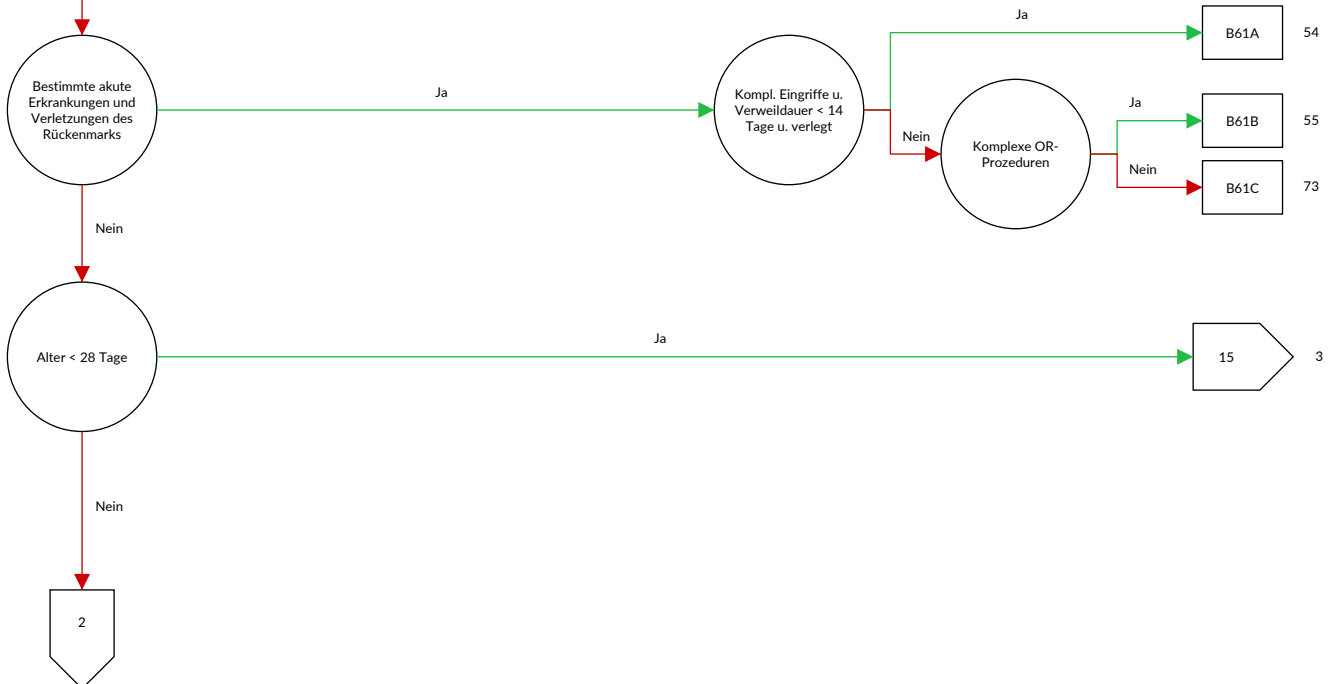 Ja
B61A
54
Bestimmte akute
Erkrankungen und
Verletzungen des
Rückenmarks
Ja
Kompl. Eingriffe u.
Verweildauer < 14
Tage u. verlegt
Nein
Komplexe OR-
Prozeduren
Ja
B61B
55
Nein
B61C
73
Nein
Alter < 28 Tage
Ja
15
3
Nein
2